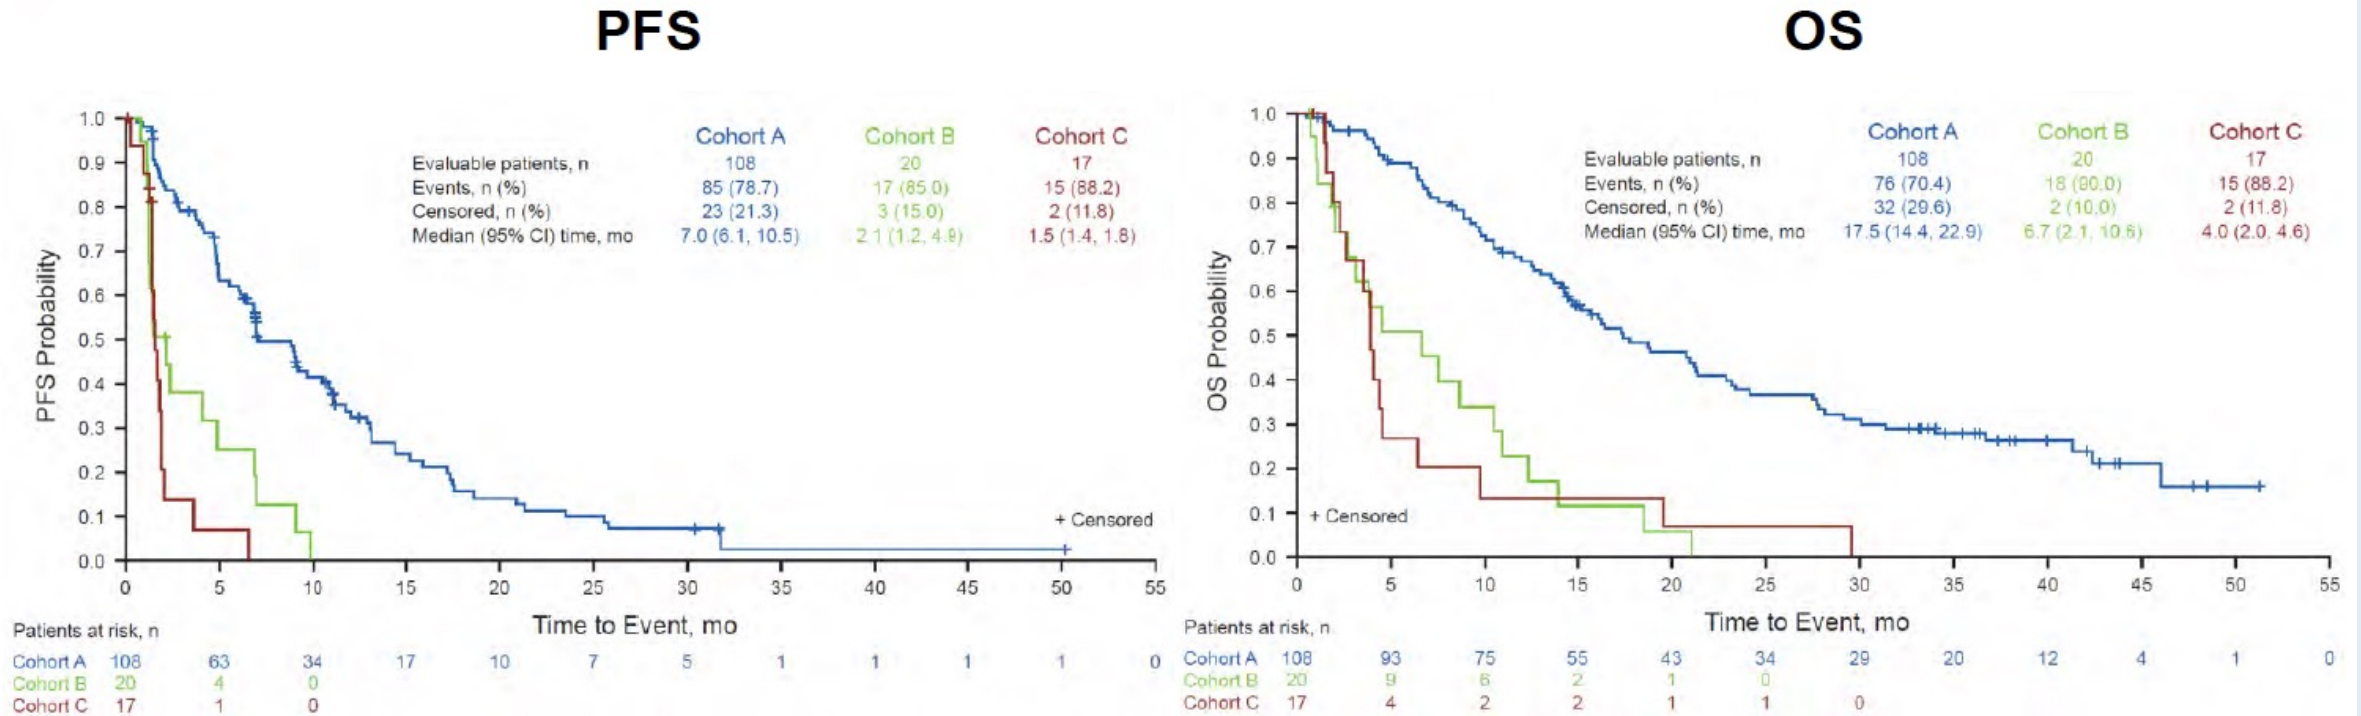 PFS
Cohort A Cohort B Cohort C
Evaluable patients, n 108 20 17
Events, n (%) 85 (78.7) 17 (85.0) 15 (88.2)
Censored, n (%) 23 (21.3) 3 (15.0) 2 (11.8)
Median (95% CI) time, mo 7.0 (6.1, 10.5) 2.1 (1.2, 4.9) 1.5 (1.4, 1.8)
PFS Probability
1.0
0.9
0.8
0.7
0.6
0.5
0.4
0.3
0.2
0.1
0.0
+ Censored
0 5 10 15 20 25 30 35 40 45 50 55
Time to Event, mo
Patients at risk, n
Cohort A 108 63 34 17 10 7 5 1 1 1 1 0
Cohort B 20 4 0
Cohort C 17 1 0
OS
Cohort A Cohort B Cohort C
Evaluable patients, n 108 20 17
Events, n (%) 76 (70.4) 18 (90.0) 15 (88.2)
Censored, n (%) 32 (29.6) 2 (10.0) 2 (11.8)
Median (95% CI) time, mo 17.5 (14.4, 22.9) 6.7 (2.1, 10.6) 4.0 (2.0, 4.6)
OS Probability
1.0
0.9
0.8
0.7
0.6
0.5
0.4
0.3
0.2
0.1
0.0
+ Censored
0 5 10 15 20 25 30 35 40 45 50 55
Time to Event, mo
Patients at risk, n
Cohort A 108 93 75 55 43 34 29 20 12 4 1 0
Cohort B 20 9 6 2 1 0
Cohort C 17 4 2 2 1 1 0